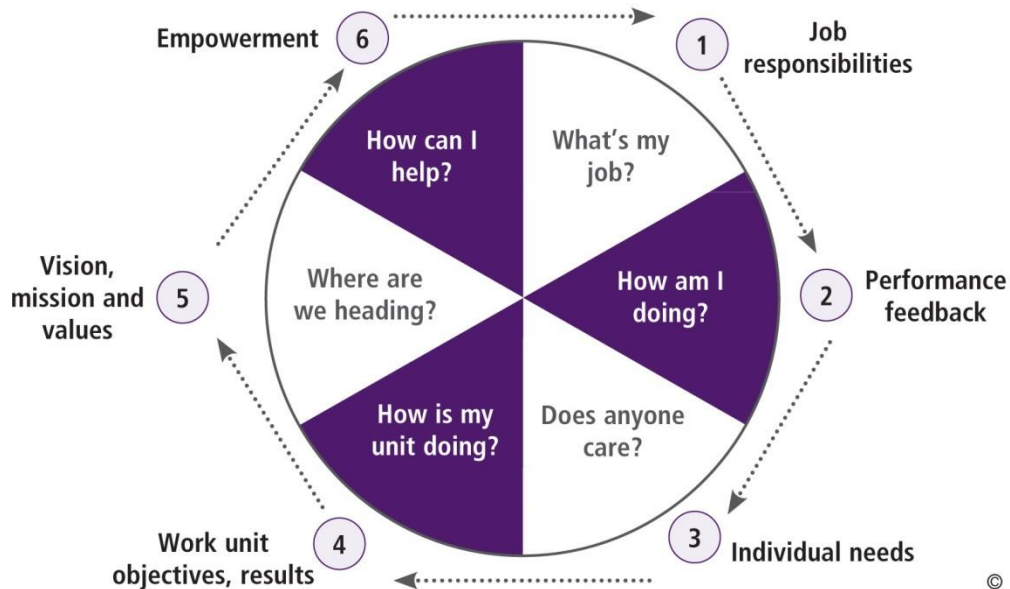 Empowerment
6
1
Job
responsibilities
How can I
help?
What's my
job?
Vision,
mission and
values
5
Where are
we heading?
How am I
doing?
2
Performance
feedback
How is my
unit doing?
Does anyone
care?
Work unit
objectives, results
4
3
Individual needs
©